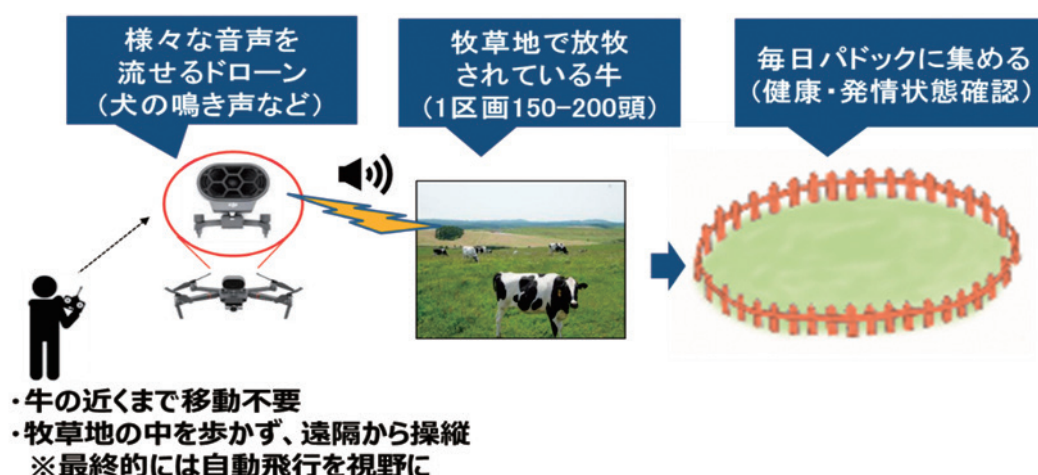 様々な音声を
流せるドローン
(犬の鳴き声など)
牧草地で放牧
されている牛
(1区画150-200頭)
毎日パドックに集める
(健康・発情状態確認)
・牛の近くまで移動不要
・牧草地の中を歩かず、遠隔から操縦
※最終的には自動飛行を視野に